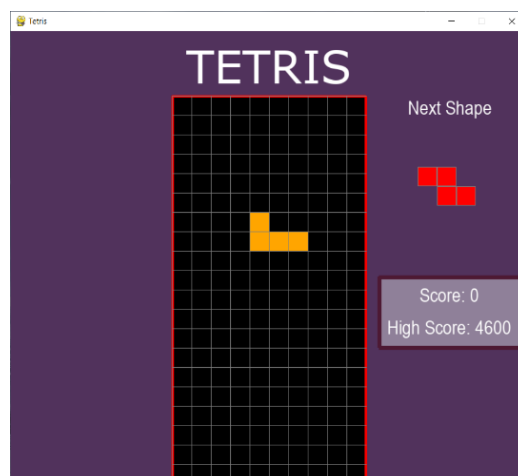 Tetris
TETRIS
Next Shape
Score: 0
High Score: 4600